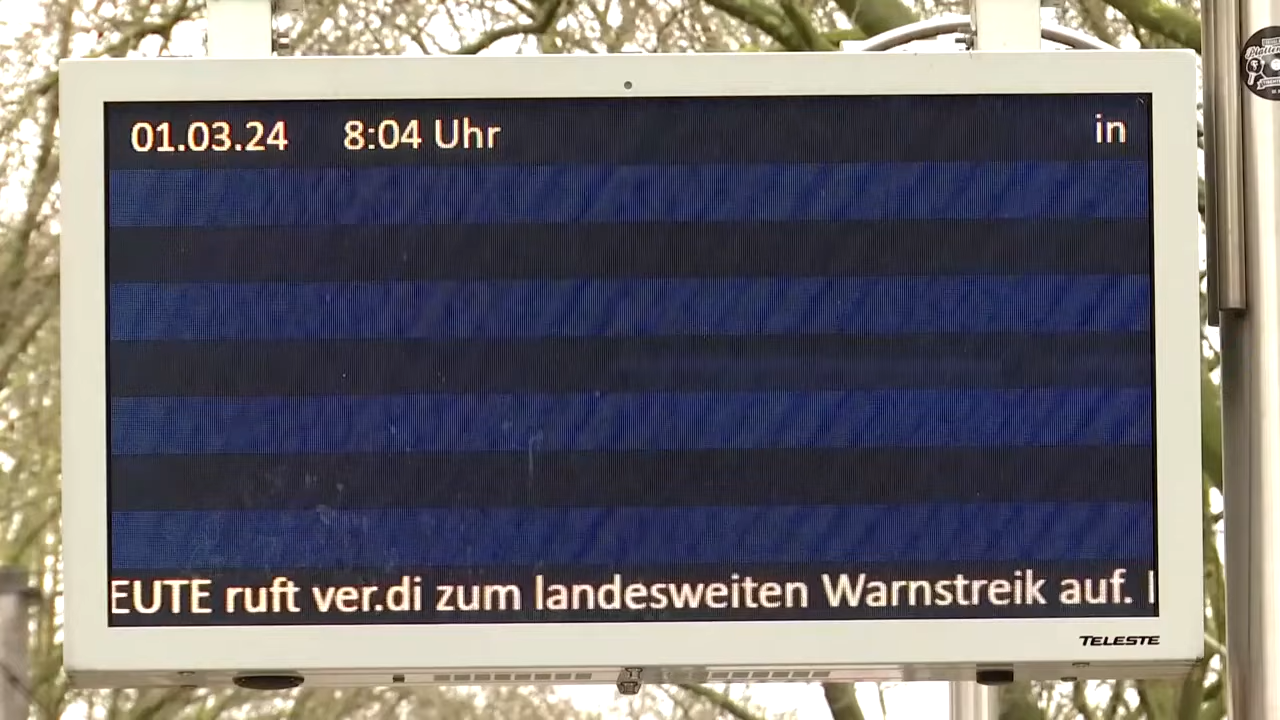 01.03.24 8:04 Uhr in
EUTE ruft ver.di zum landesweiten Warnstreik auf.
TELESTE